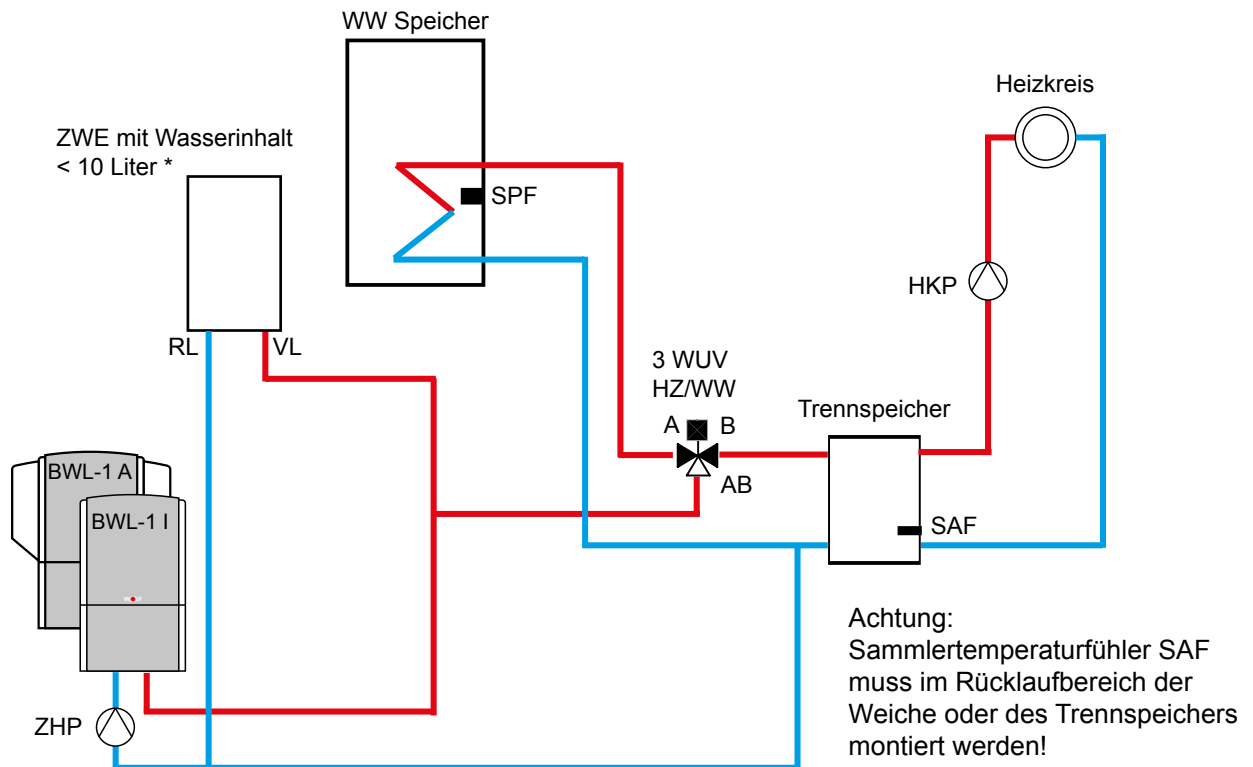 WW Speicher
Heizkreis
ZWE mit Wasserinhalt
< 10 Liter *
SPF
HKP
RL
VL
3 WUV
HZ/WW
A
B
AB
Trennspeicher
SAF
BWL-1 A
BWL-1 I
ZHP
Achtung:
Sammlertemperaturfühler SAF
muss im Rücklaufbereich der
Weiche oder des Trennspeichers
montiert werden!